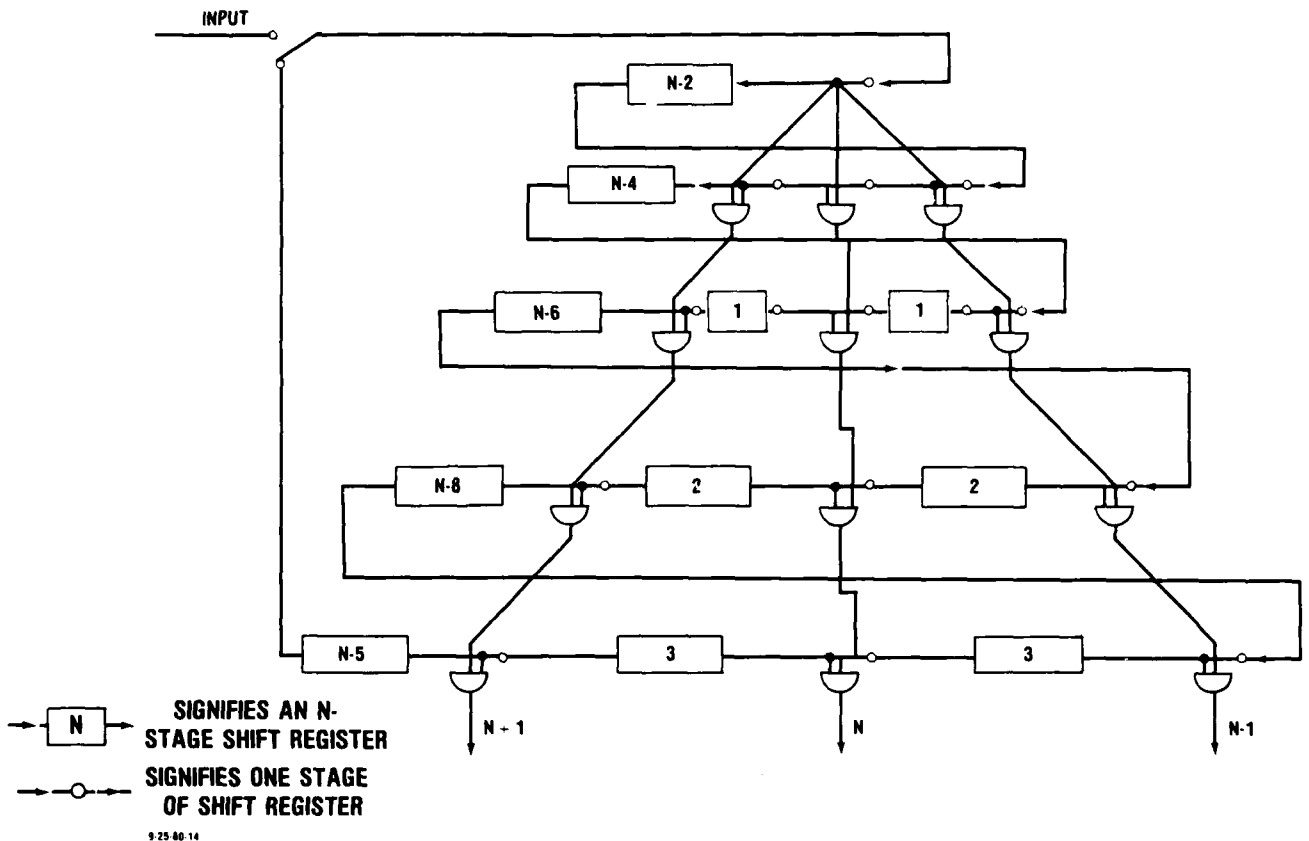 INPUT
N-2
N-4
N-6
1
1
N-8
2
2
N-5
3
3
N + 1
N
N-1
N
SIGNIFIES AN N-
STAGE SHIFT REGISTER
SIGNIFIES ONE STAGE
OF SHIFT REGISTER
9-25-80-14